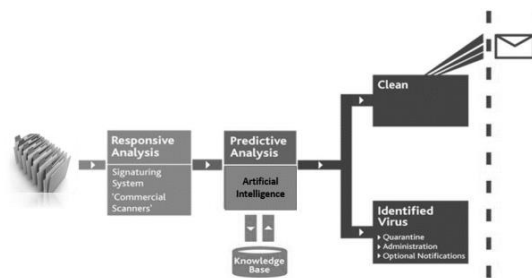 Responsive
Analysis
Signaturing
System
'Commercial
Scanners'
Predictive
Analysis
Artificial
Intelligence
Knowledge
Base
Clean
Identified
Virus
Quarantine
Administration
Optional Notifications